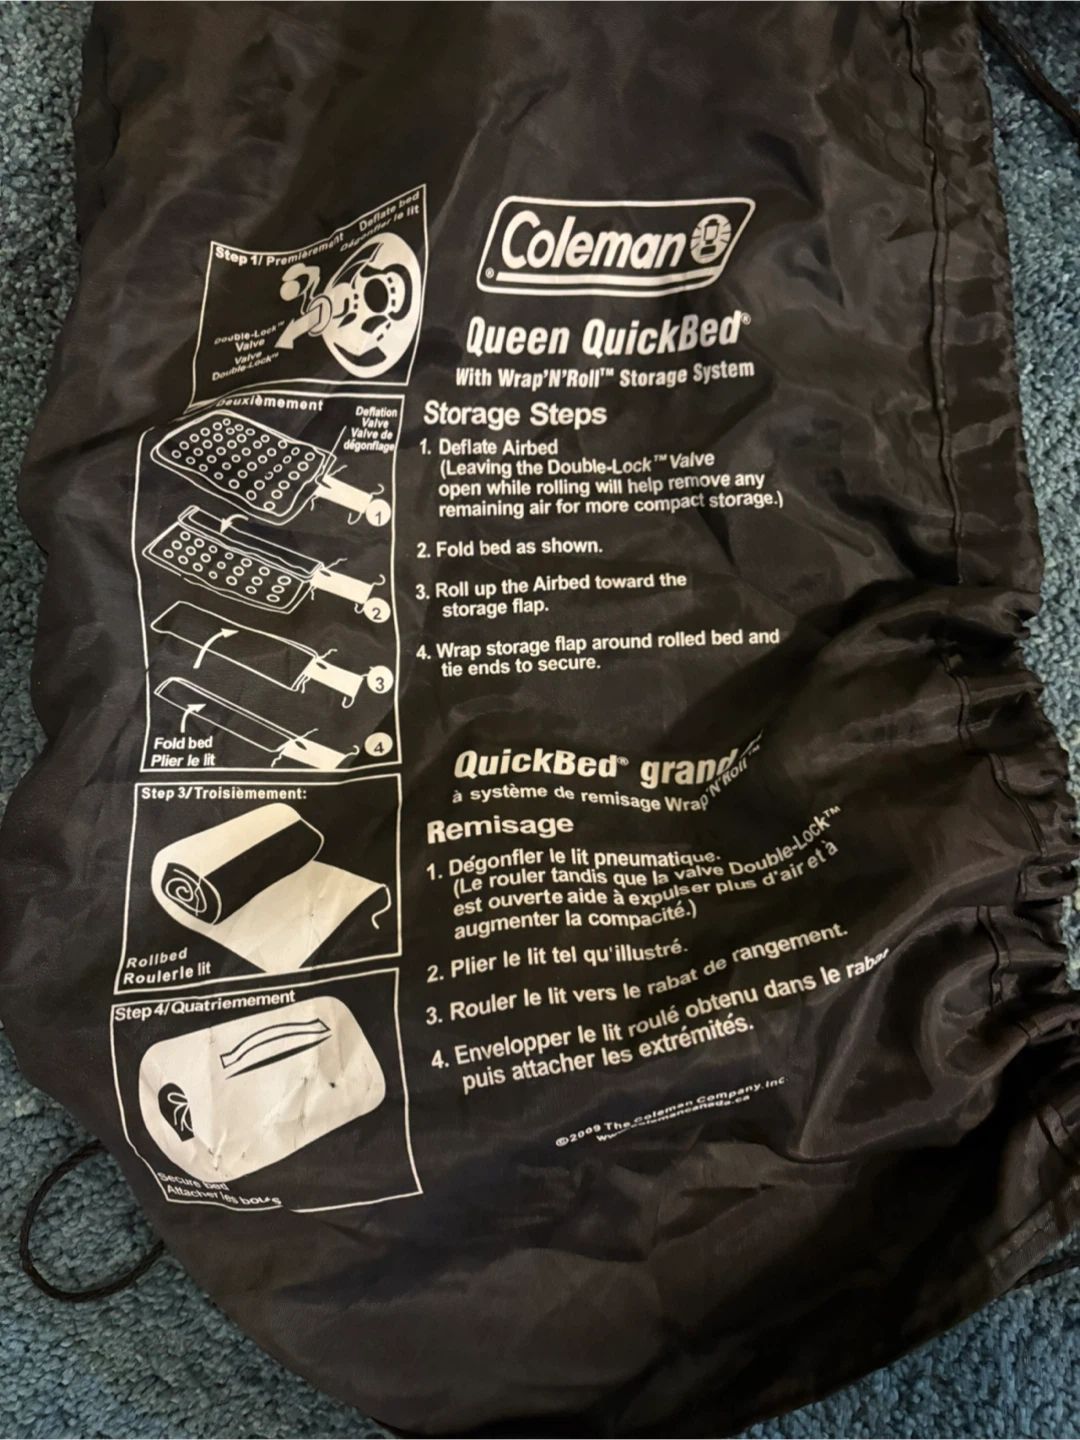 Step 1/ Premièrement
Deflate bed
Dégonfler le lit
Double-Lock™
Valve
Valve
Double-Lock™
Deuxièmement
Deflation
Valve
Valve de
dégonflage
1
2
3
4
Fold bed
Plier le lit
Step 3/Troisièmement:
Rollbed
Roulerle lit
Step 4/Quatriemement
Secure bed
Attacher les bouts
Coleman®
Queen QuickBed®
With Wrap'N'Roll™ Storage System
Storage Steps
1. Deflate Airbed
(Leaving the Double-Lock™ Valve
open while rolling will help remove any
remaining air for more compact storage.)
2. Fold bed as shown.
3. Roll up the Airbed toward the
storage flap.
4. Wrap storage flap around rolled bed and
tie ends to secure.
QuickBed® grand
à système de remisage Wrap'N'Roll™
Remisage
1. Dégonfler le lit pneumatique.
(Le rouler tandis que la valve Double-Lock™
est ouverte aide à expulser plus d'air et à
augmenter la compacité.)
2. Plier le lit tel qu'illustré.
3. Rouler le lit vers le rabat de rangement.
4. Envelopper le lit roulé obtenu dans le rabat
puis attacher les extrémités.
©2009 The Coleman Company.Inc
www.colemancanada.ca